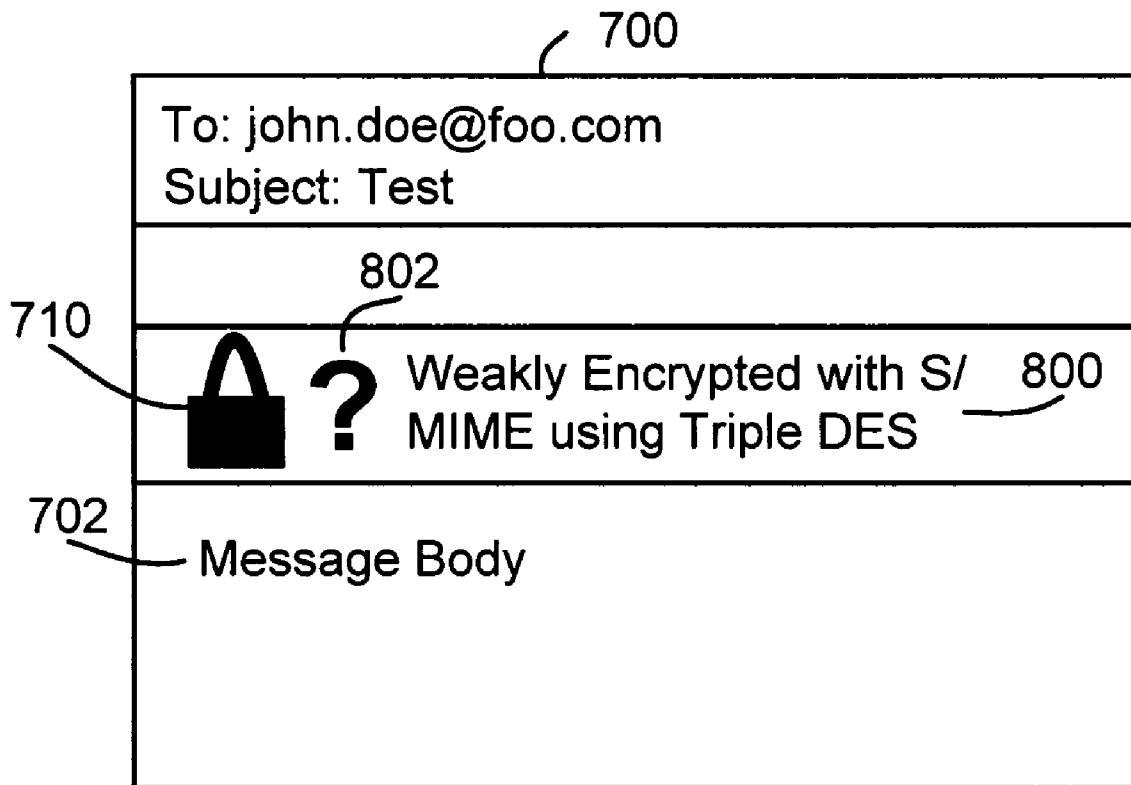 700
To: john.doe@foo.com
Subject: Test
802
710
? Weakly Encrypted with S/ 800
MIME using Triple DES
702
Message Body